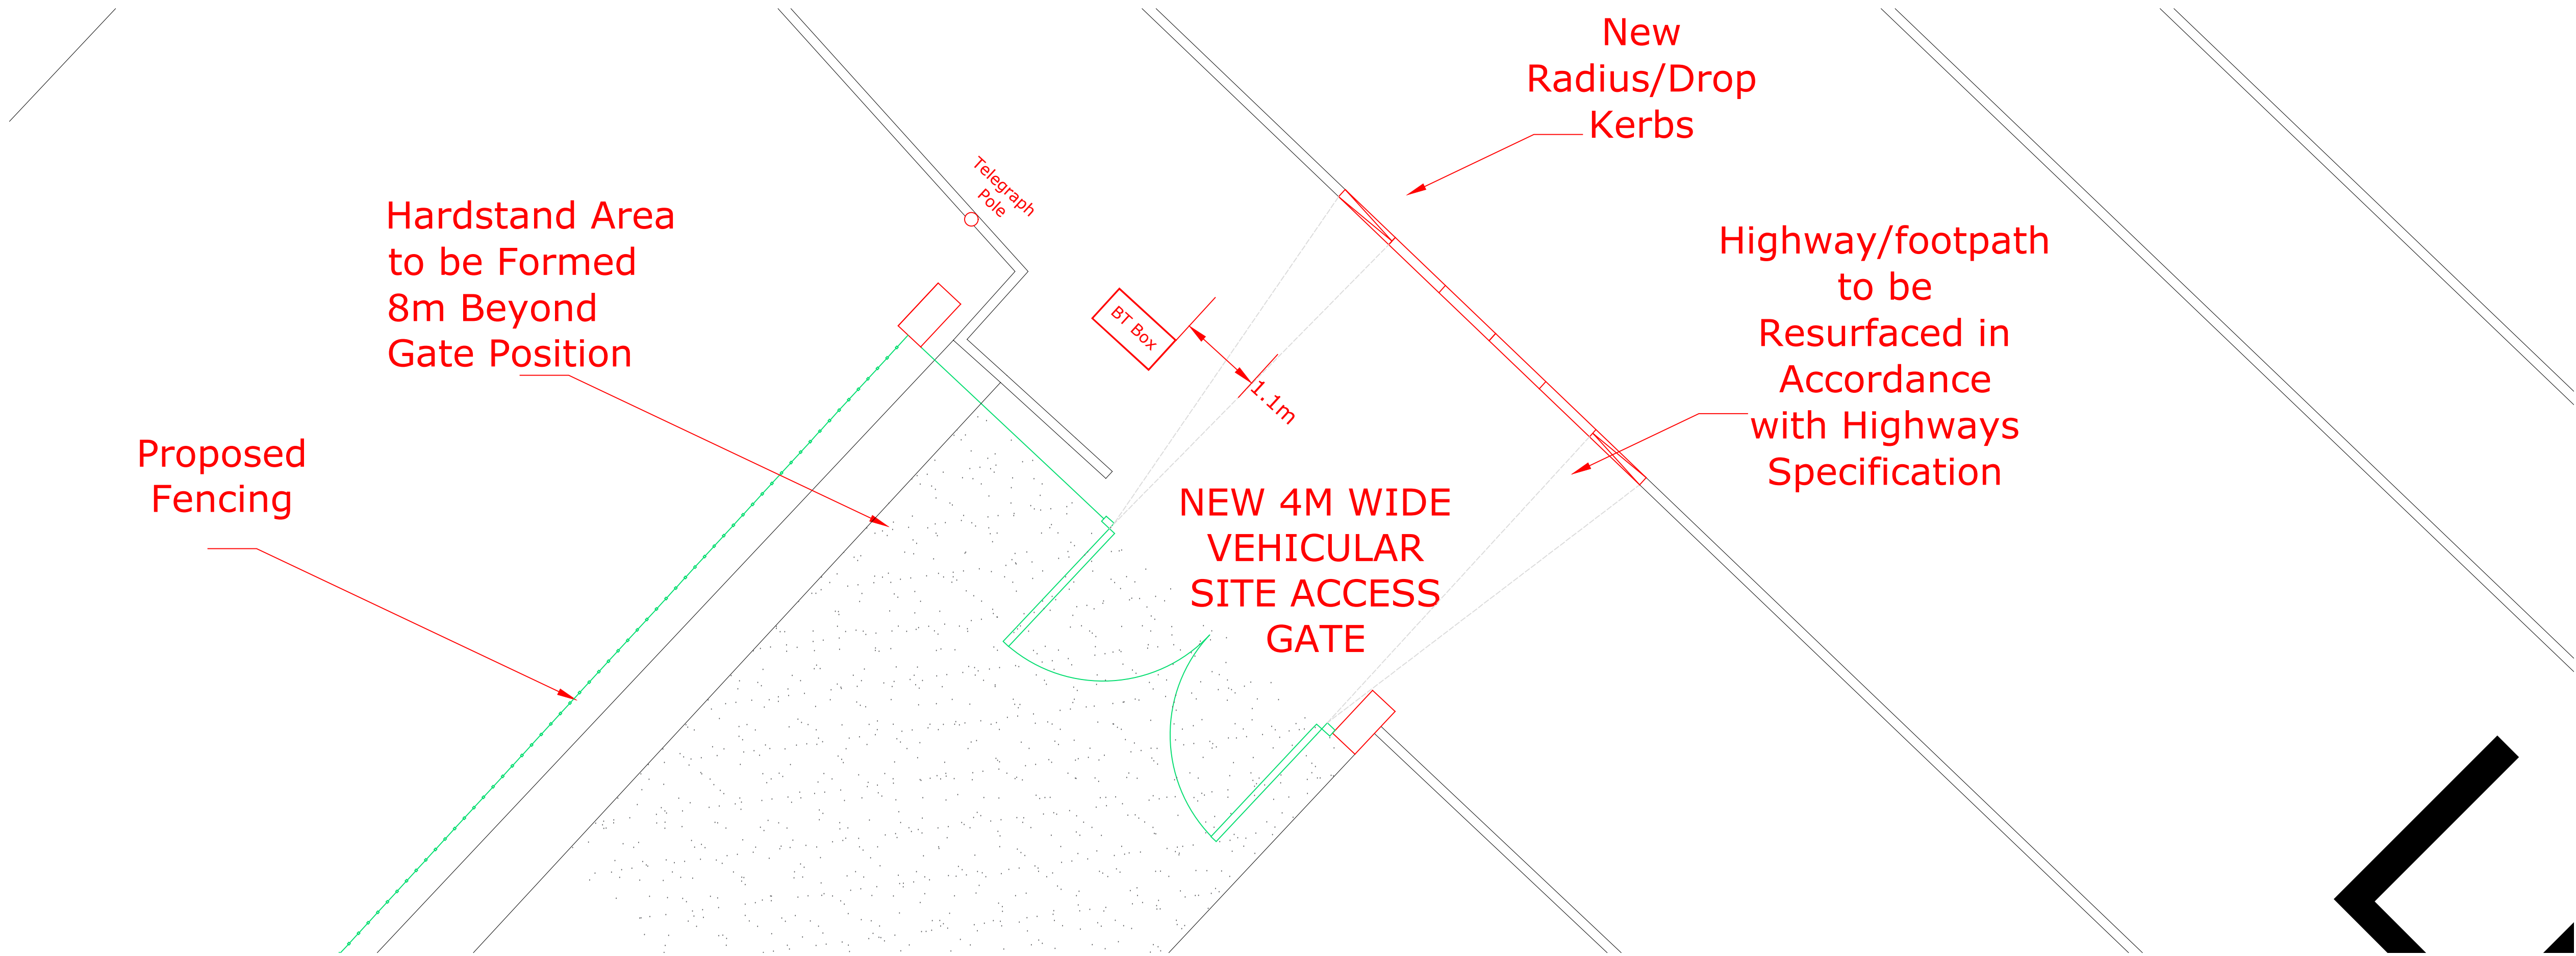 New
Radius/Drop
Kerbs
Telegraph
Pole
Hardstand Area
to be Formed
8m Beyond
Gate Position
Highway/footpath
to be
Resurfaced in
Accordance
with Highways
Specification
BT Box
1.1m
Proposed
Fencing
NEW 4M WIDE
VEHICULAR
SITE ACCESS
GATE